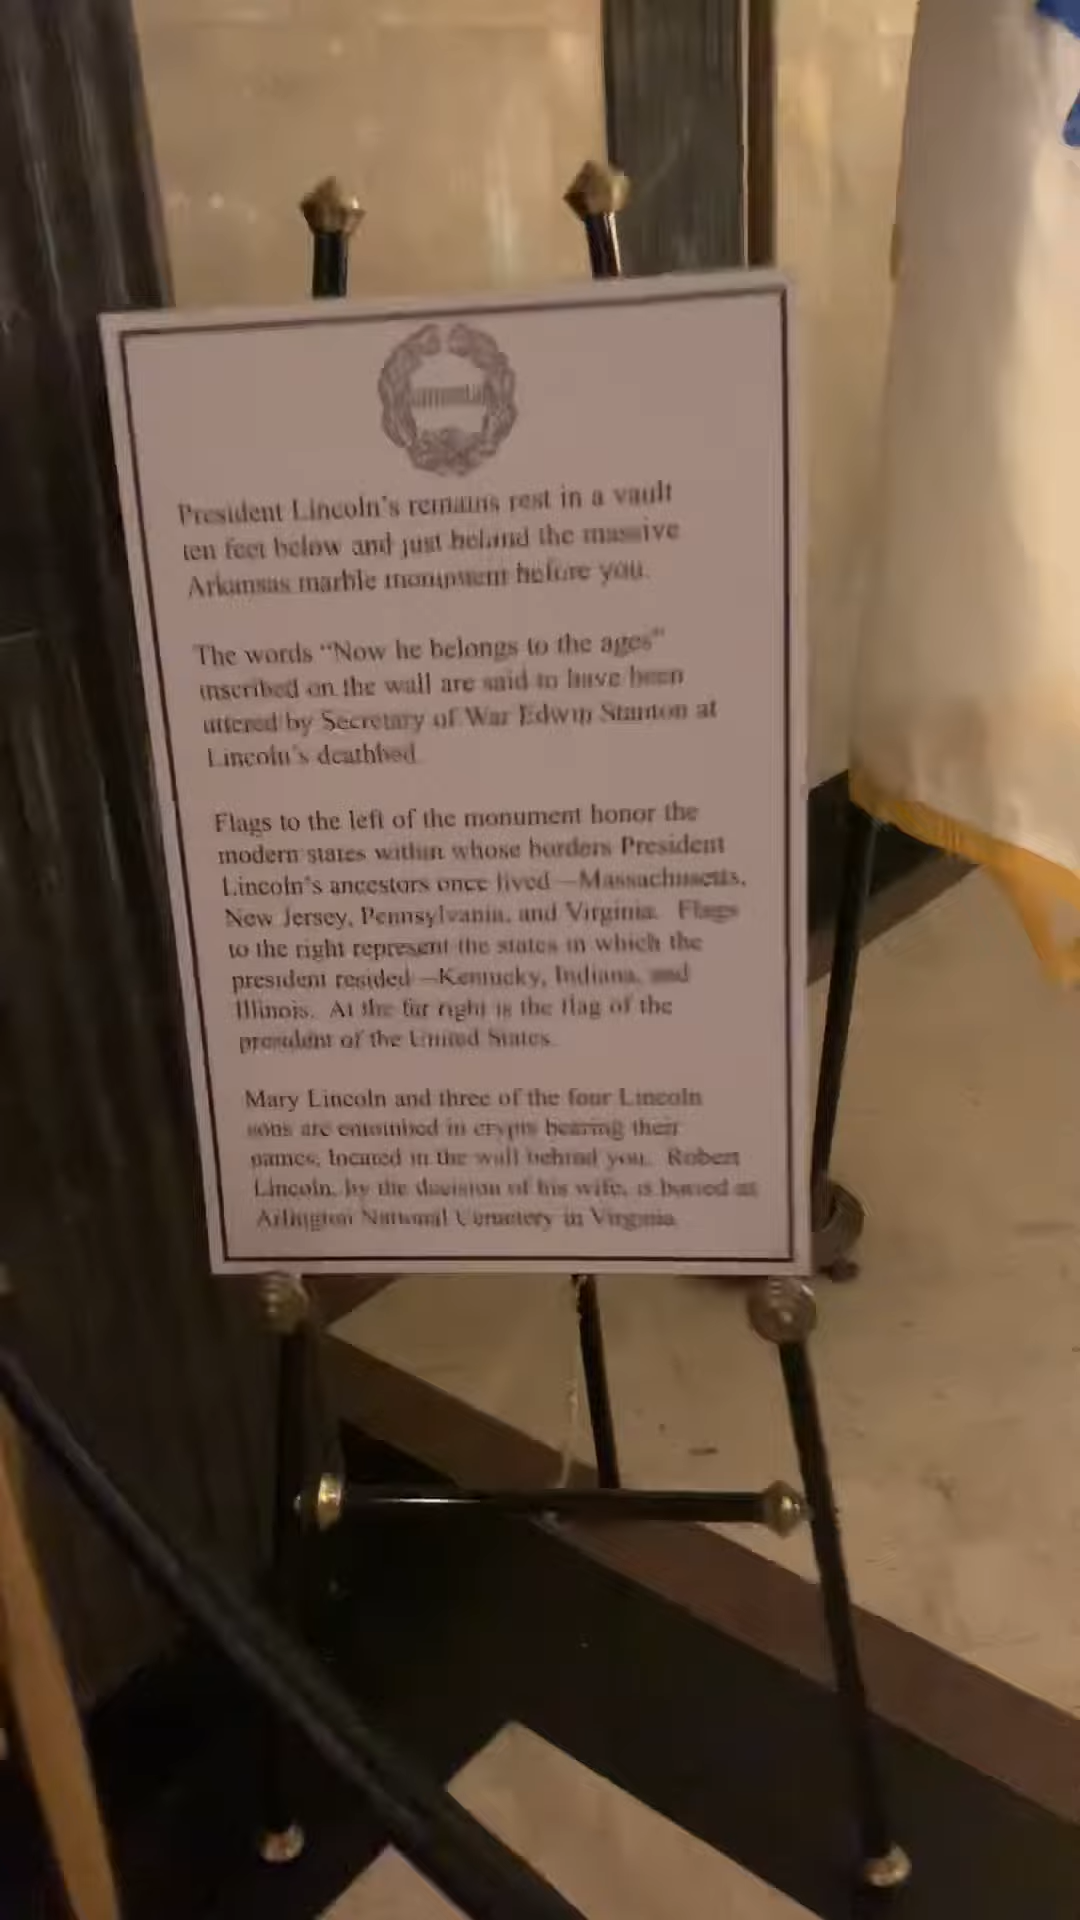 President Lincoln's remains rest in a vault
ten feet below and just behind the massive
Arkansas marble monument before you.
The words "Now he belongs to the ages"
inscribed on the wall are said to have been
uttered by Secretary of War Edwin Stanton at
Lincoln's deathbed.
Flags to the left of the monument honor the
modern states within whose borders President
Lincoln's ancestors once lived—Massachusetts,
New Jersey, Pennsylvania, and Virginia. Flags
to the right represent the states in which the
president resided—Kentucky, Indiana, and
Illinois. At the far right is the flag of the
president of the United States.
Mary Lincoln and three of the four Lincoln
sons are entombed in crypts bearing their
names, located in the wall behind you. Robert
Lincoln, by the decision of his wife, is buried at
Arlington National Cemetery in Virginia.